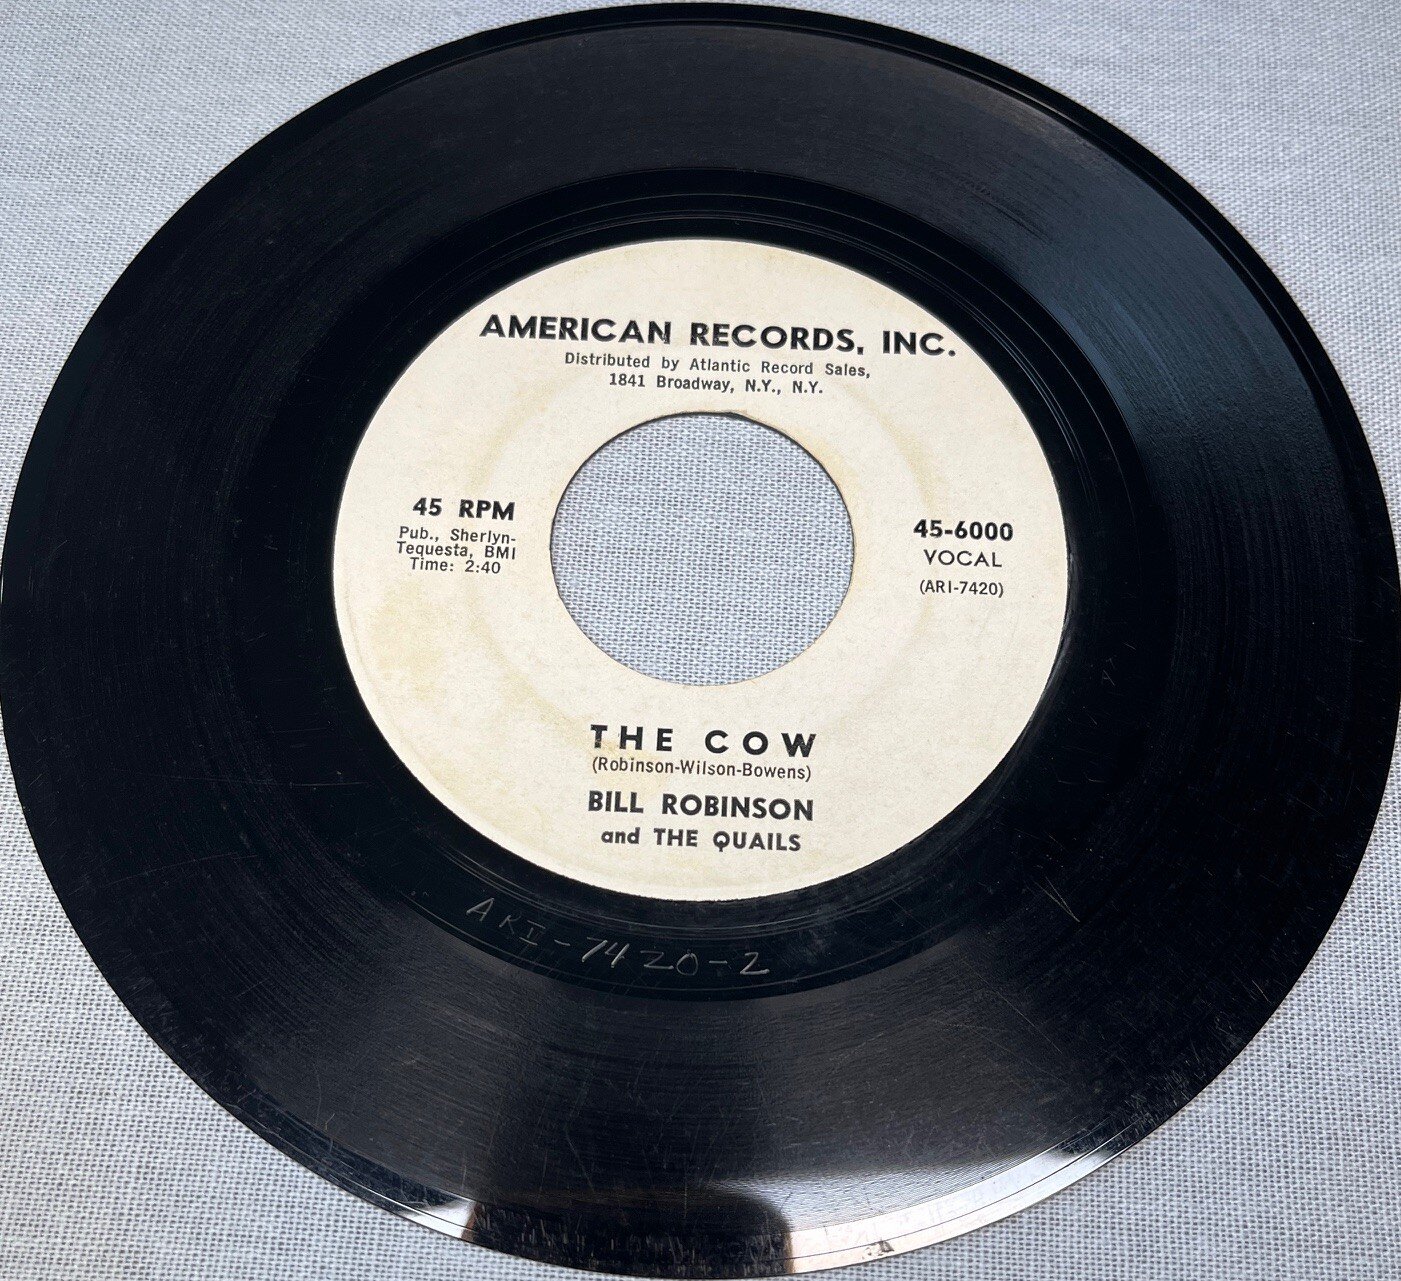 AMERICAN RECORDS, INC.
Distributed by Atlantic Record Sales,
1841 Broadway, N.Y., N.Y.
45 RPM
Pub., Sherlyn-
Tequesta, BMI
Time: 2:40
45-6000
VOCAL
(ARI-7420)
THE COW
(Robinson-Wilson-Bowens)
BILL ROBINSON
and THE QUAILS
ARI-7420-2